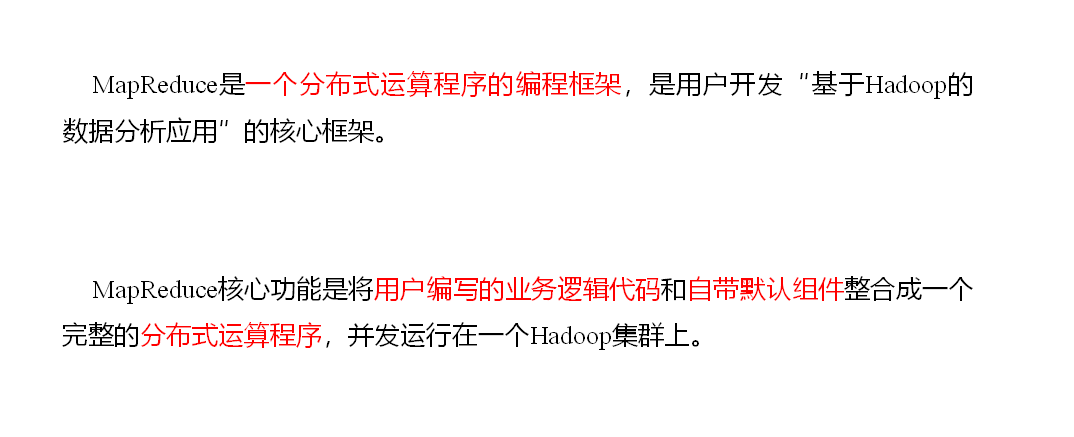 MapReduce是一个分布式运算程序的编程框架，是用户开发“基于Hadoop的
数据分析应用”的核心框架。
MapReduce核心功能是将用户编写的业务逻辑代码和自带默认组件整合成一个
完整的分布式运算程序，并发运行在一个Hadoop集群上。